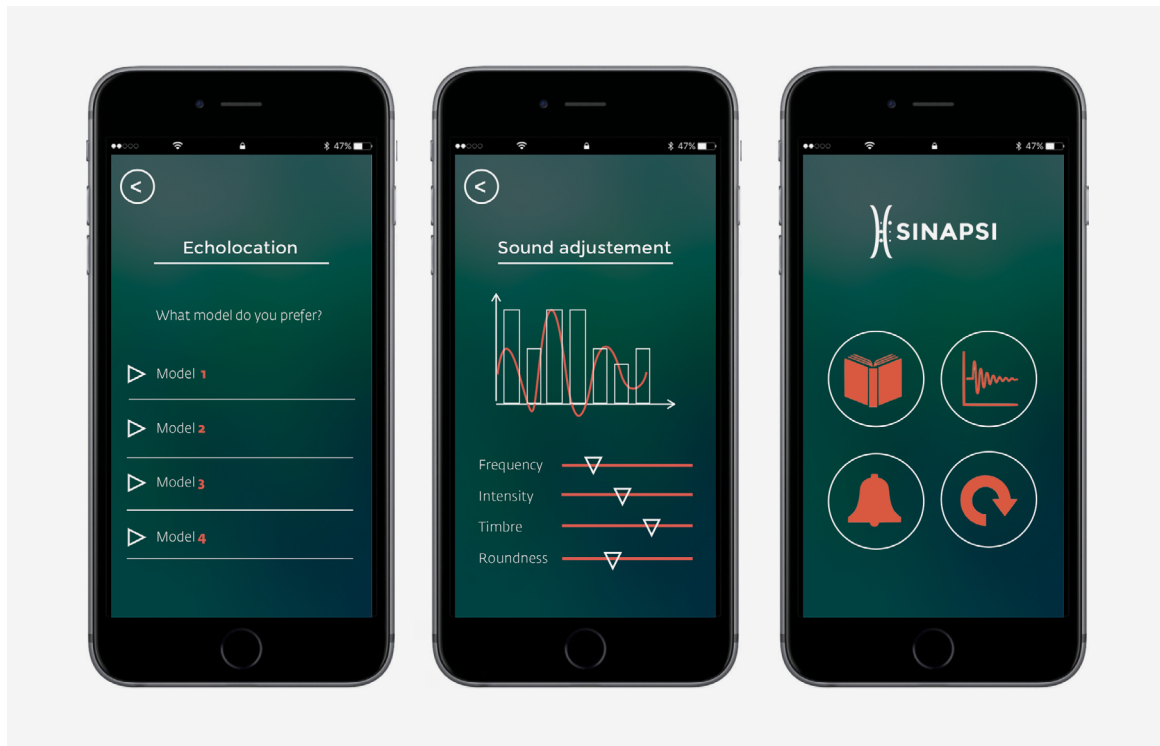 47%
<
Echolocation
What model do you prefer?
Model 1
Model 2
Model 3
Model 4
47%
<
Sound adjustement
Frequency
Intensity
Timbre
Roundness
47%
SINAPSI